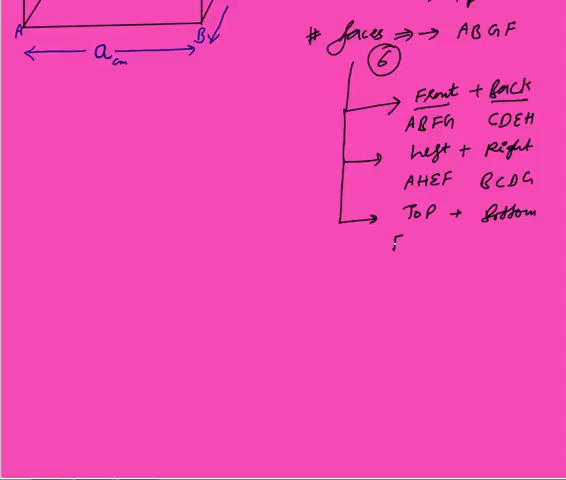 A B
a cm
# faces ⇒→ ABGF
6
Front + Back
ABFG CDEH
Left + Right
AHEF BCDG
Top + Bottom